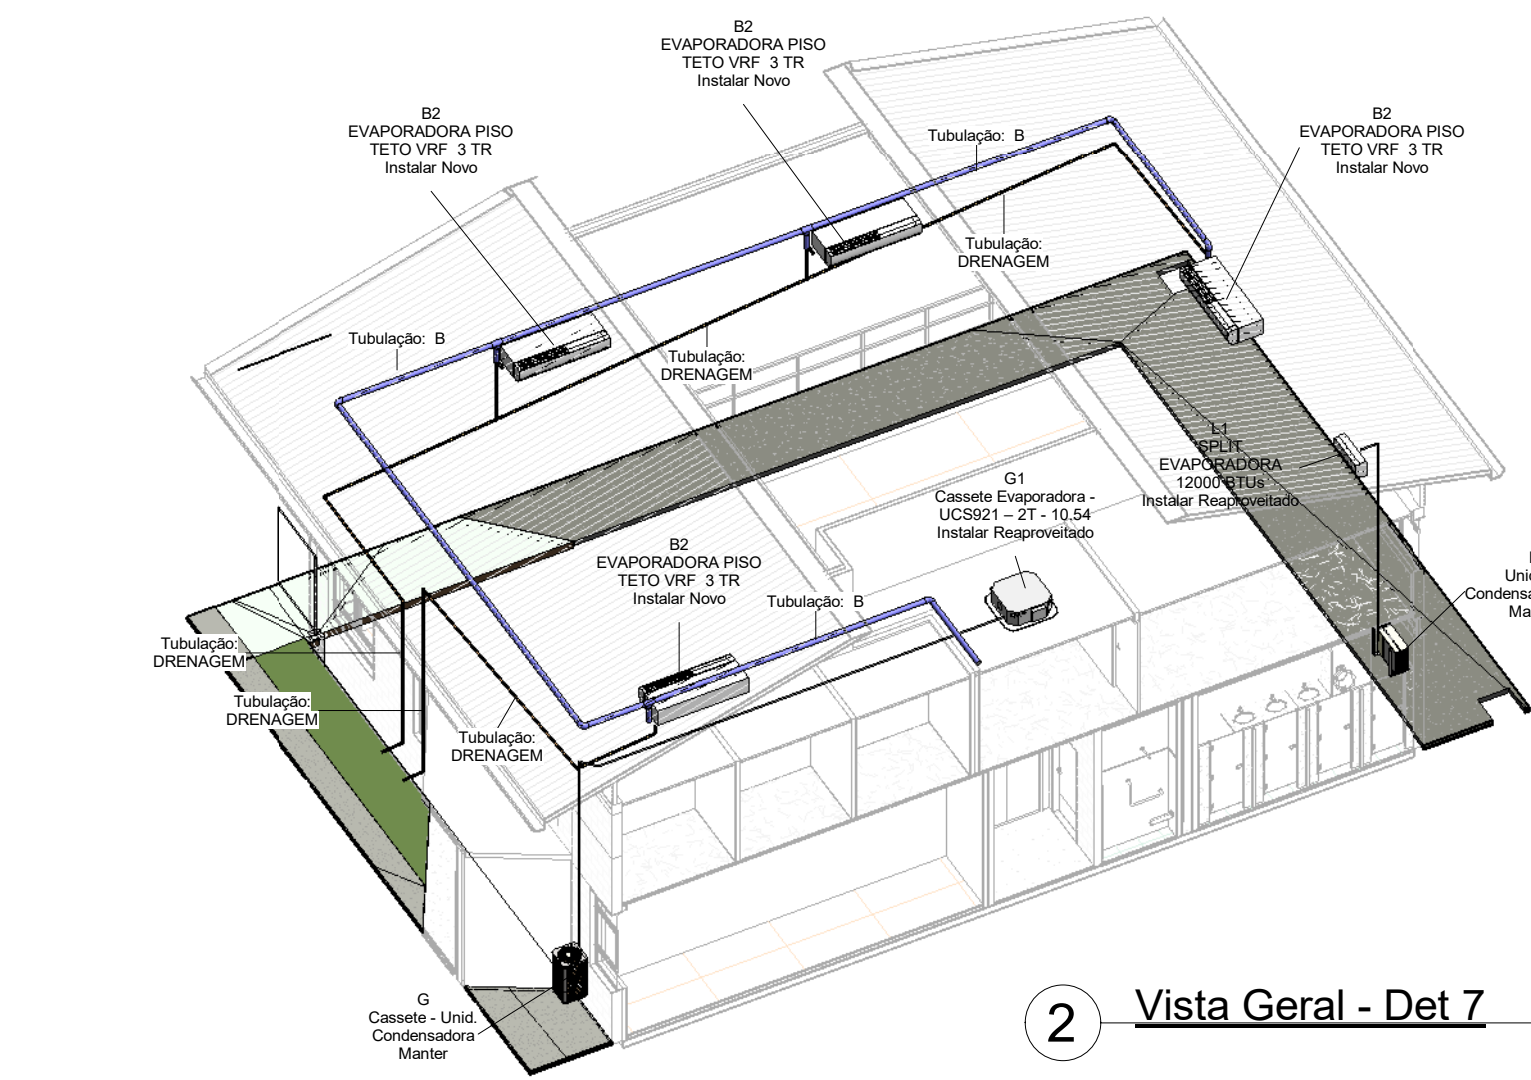 B2
EVAPORADORA PISO
TETO VRF  3 TR
Instalar Novo
B2
EVAPORADORA PISO
TETO VRF  3 TR
Instalar Novo
B2
EVAPORADORA PISO
TETO VRF  3 TR
Instalar Novo
Tubulação:  B
Tubulação:
DRENAGEM
Tubulação:  B
Tubulação:
DRENAGEM
L1
SPLIT
EVAPORADORA
12000 BTUs
Instalar Reaproveitado
G1
Cassete Evaporadora -
UCS921 – 2T - 10.54
Instalar Reaproveitado
B2
EVAPORADORA PISO
TETO VRF  3 TR
Instalar Novo
Tubulação:  B
Tubulação:
DRENAGEM
Tubulação:
DRENAGEM
Tubulação:
DRENAGEM
G
Cassete - Unid.
Condensadora
Manter
2
Vista Geral - Det 7